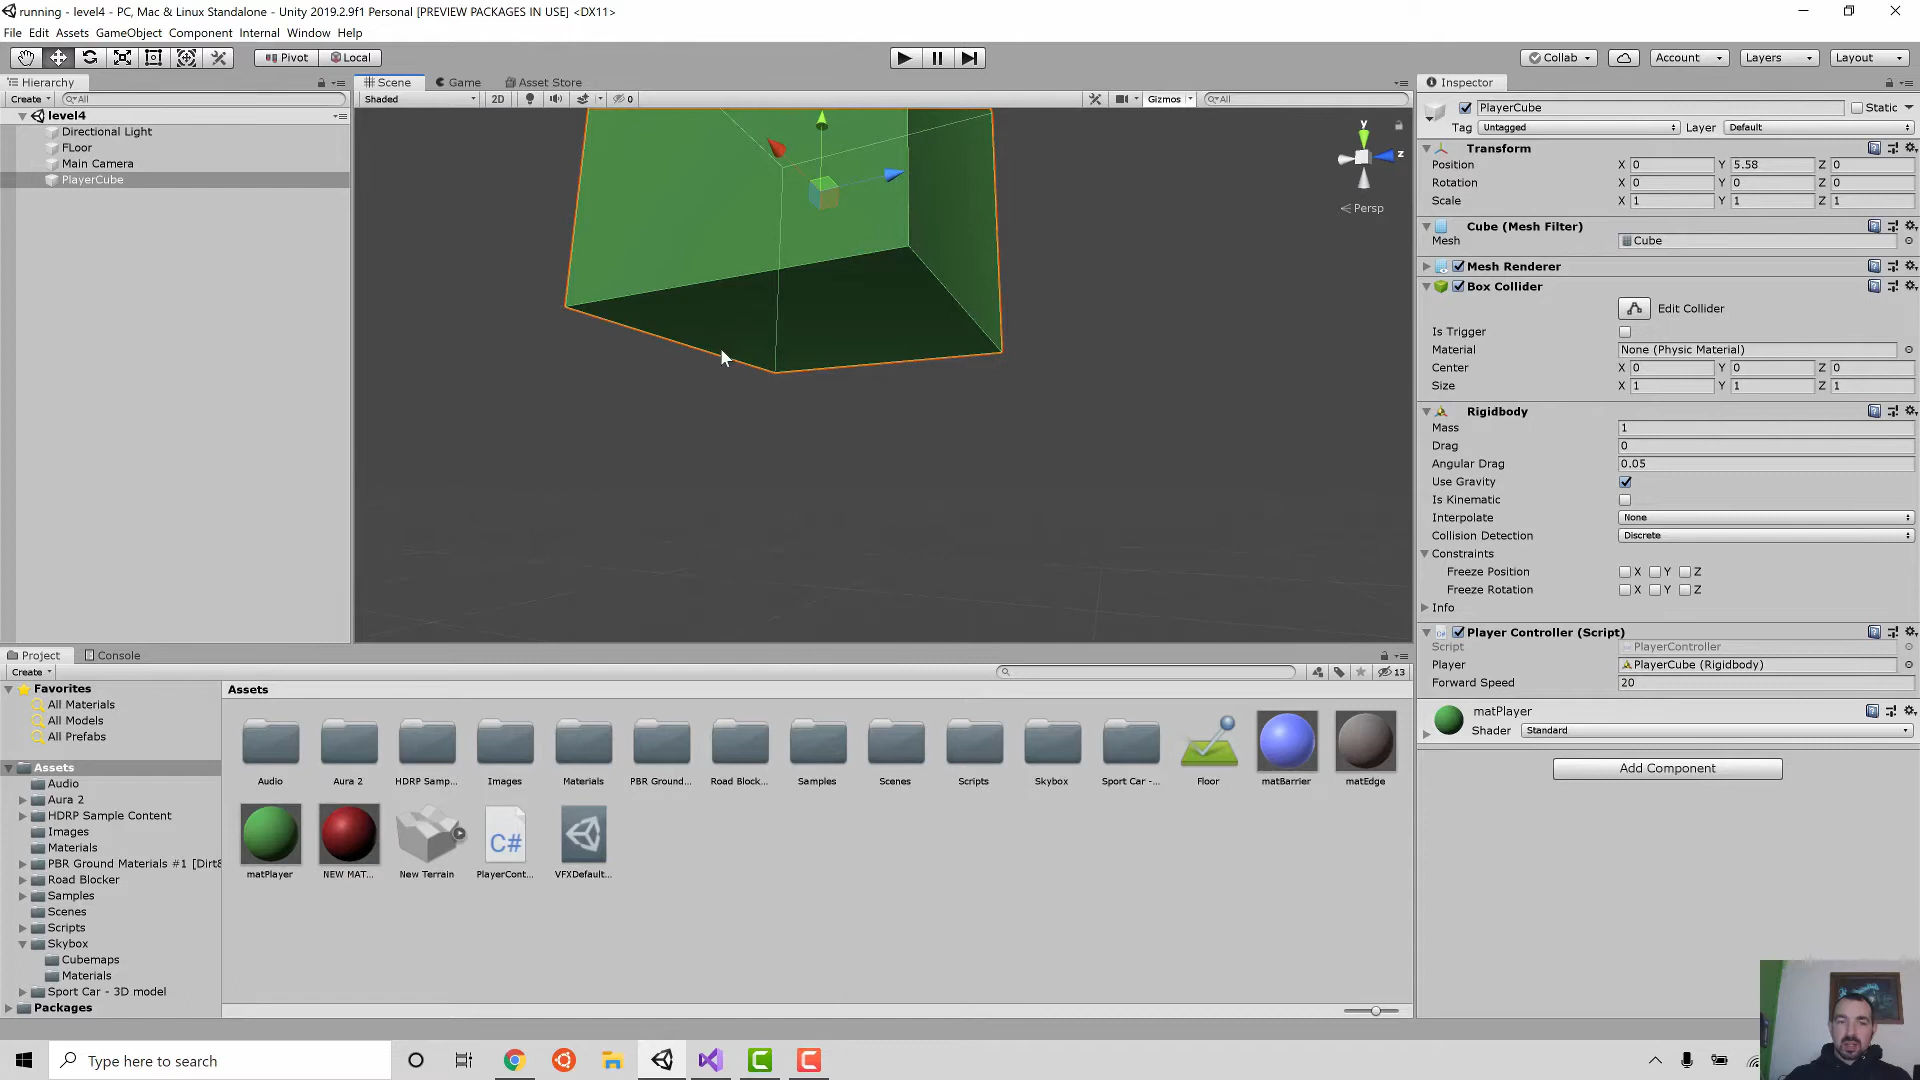 running - level4 - PC, Mac & Linux Standalone - Unity 2019.2.9f1 Personal [PREVIEW PACKAGES IN USE] <DX11>
File Edit Assets GameObject Component Internal Window Help
Pivot Local Collab Account Layers Layout
Hierarchy
Create All
level4
Directional Light
FLoor
Main Camera
PlayerCube
Scene Game Asset Store
Shaded 2D 0 Gizmos All
y
z
Persp
Inspector
PlayerCube Static
Tag Untagged Layer Default
Transform
Position X 0 Y 5.58 Z 0
Rotation X 0 Y 0 Z 0
Scale X 1 Y 1 Z 1
Cube (Mesh Filter)
Mesh Cube
Mesh Renderer
Box Collider
Edit Collider
Is Trigger
Material None (Physic Material)
Center X 0 Y 0 Z 0
Size X 1 Y 1 Z 1
Rigidbody
Mass 1
Drag 0
Angular Drag 0.05
Use Gravity
Is Kinematic
Interpolate None
Collision Detection Discrete
Constraints
Freeze Position X Y Z
Freeze Rotation X Y Z
Info
Player Controller (Script)
Script PlayerController
Player PlayerCube (Rigidbody)
Forward Speed 20
matPlayer
Shader Standard
Add Component
Project Console
Create 13
Favorites
All Materials
All Models
All Prefabs
Assets
Audio
Aura 2
HDRP Sample Content
Images
Materials
PBR Ground Materials #1 [Dirt&
Road Blocker
Samples
Scenes
Scripts
Skybox
Cubemaps
Materials
Sport Car - 3D model
Packages
Assets
Audio Aura 2 HDRP Samp... Images Materials PBR Ground... Road Block... Samples Scenes Scripts Skybox Sport Car -... Floor matBarrier matEdge
C#
matPlayer NEW MAT... New Terrain PlayerCont... VFXDefault...
Type here to search